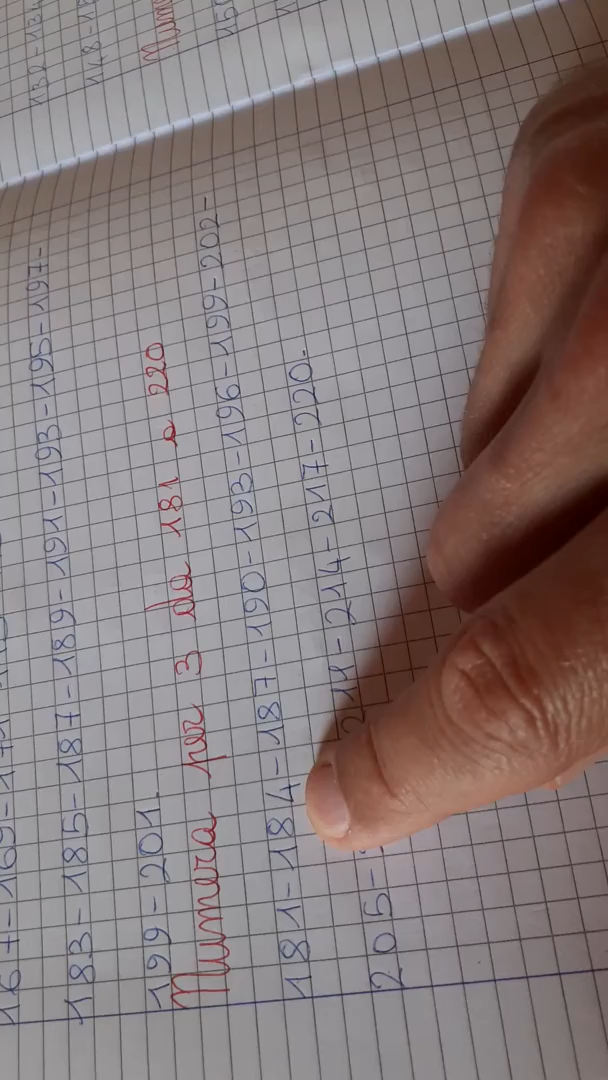 183-185-187-189-191-193-195-197-
199-201.
Numera per 3 da 181 a 220
181-184-187-190-193-196-199-202-
205- 211-214-217-220.